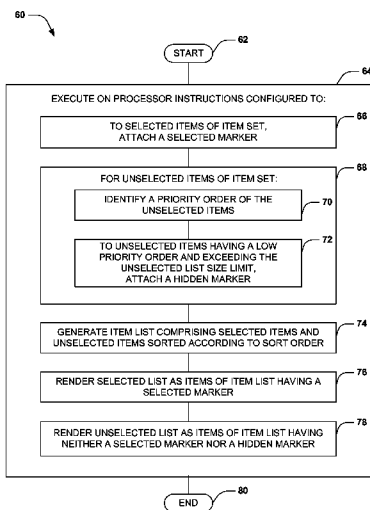 60
START
62
64
EXECUTE ON PROCESSOR INSTRUCTIONS CONFIGURED TO:
TO SELECTED ITEMS OF ITEM SET,
ATTACH A SELECTED MARKER
66
FOR UNSELECTED ITEMS OF ITEM SET:
68
IDENTIFY A PRIORITY ORDER OF THE
UNSELECTED ITEMS
70
TO UNSELECTED ITEMS HAVING A LOW
PRIORITY ORDER AND EXCEEDING THE
UNSELECTED LIST SIZE LIMIT,
ATTACH A HIDDEN MARKER
72
GENERATE ITEM LIST COMPRISING SELECTED ITEMS AND
UNSELECTED ITEMS SORTED ACCORDING TO SORT ORDER
74
RENDER SELECTED LIST AS ITEMS OF ITEM LIST HAVING A
SELECTED MARKER
76
RENDER UNSELECTED LIST AS ITEMS OF ITEM LIST HAVING
NEITHER A SELECTED MARKER NOR A HIDDEN MARKER
78
END
80